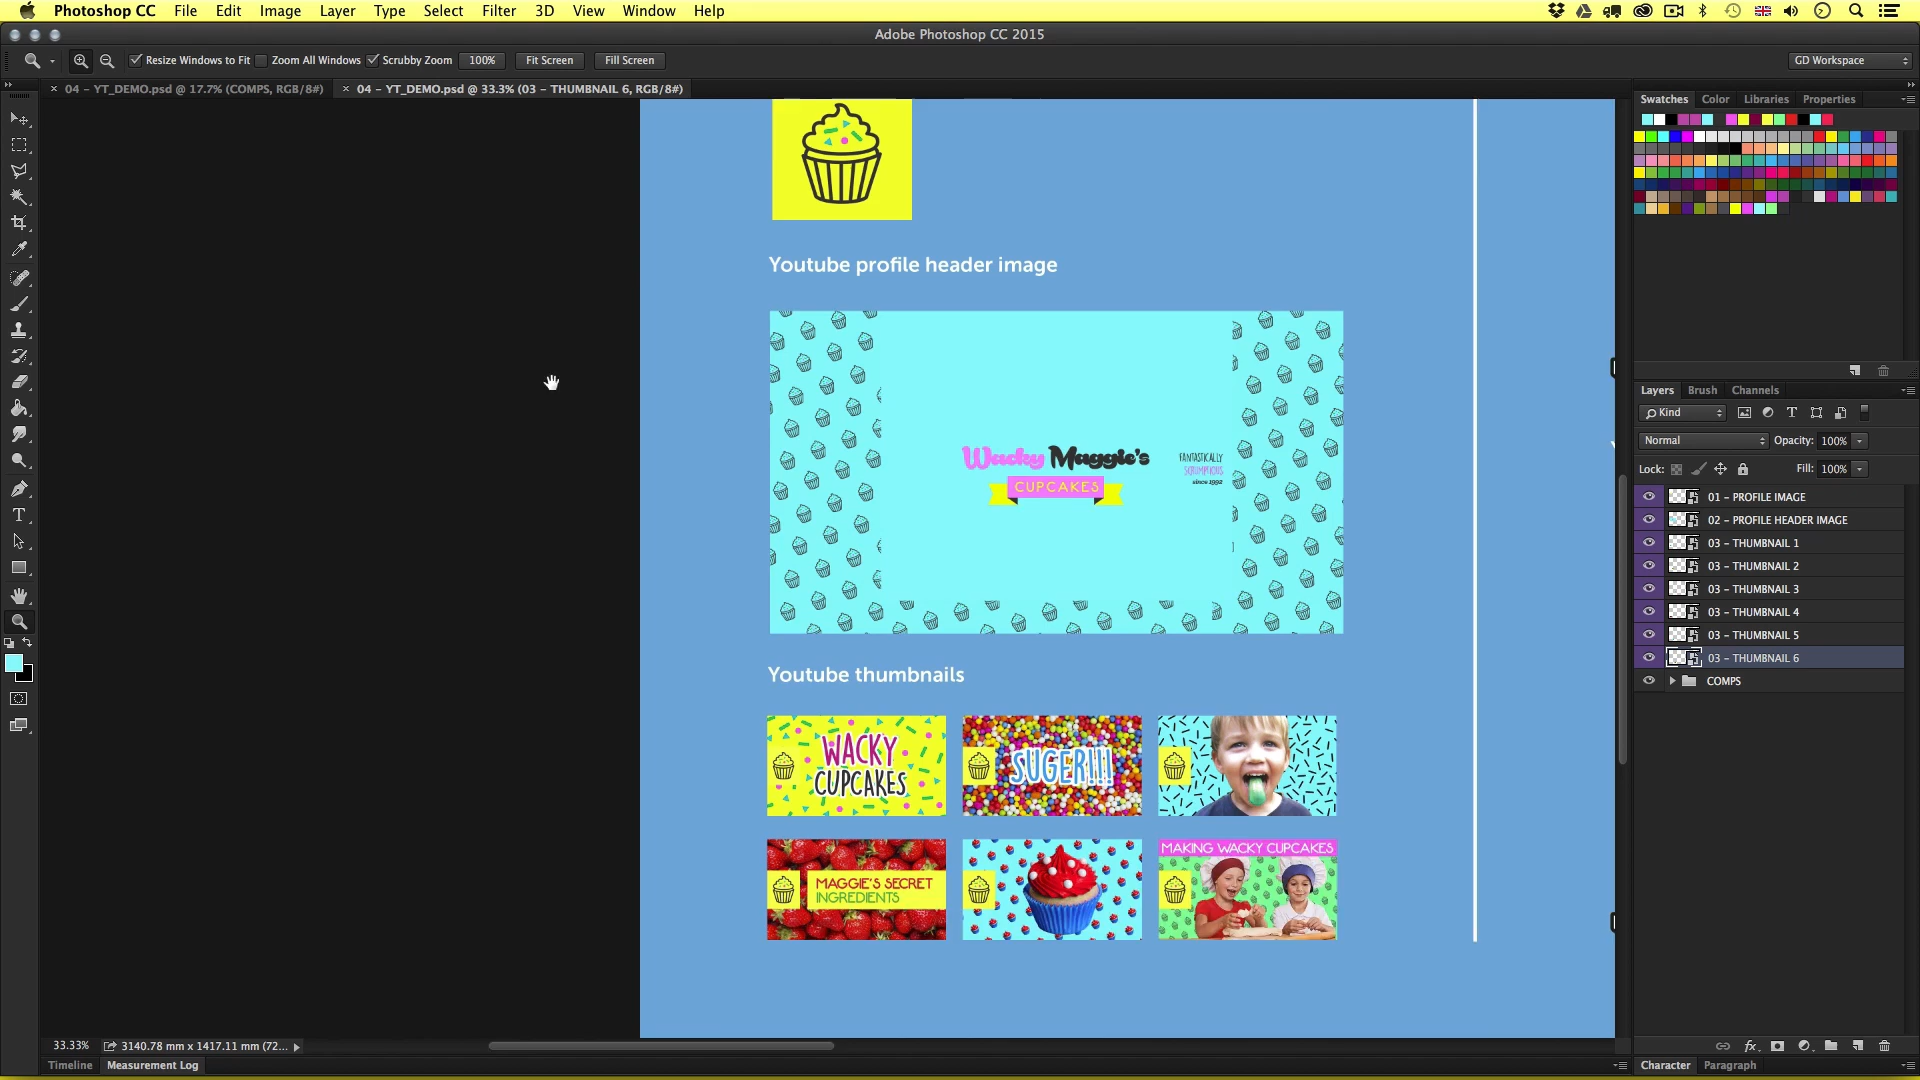 Photoshop CC File Edit Image Layer Type Select Filter 3D View Window Help
Adobe Photoshop CC 2015
Resize Windows to Fit Zoom All Windows Scrubby Zoom 100% Fit Screen Fill Screen GD Workspace
04 – YT_DEMO.psd @ 17.7% (COMPS, RGB/8#) 04 – YT_DEMO.psd @ 33.3% (03 – THUMBNAIL 6, RGB/8#)
Swatches Color Libraries Properties
Youtube profile header image
Wacky Maggie's
CUPCAKES
FANTASTICALLY
SCRUMPTIOUS
since 1992
Youtube thumbnails
WACKY
CUPCAKES
SUGER!!!
MAGGIE'S SECRET
INGREDIENTS
MAKING WACKY CUPCAKES
Layers Brush Channels
Kind
Normal Opacity: 100%
Lock: Fill: 100%
01 – PROFILE IMAGE
02 – PROFILE HEADER IMAGE
03 – THUMBNAIL 1
03 – THUMBNAIL 2
03 – THUMBNAIL 3
03 – THUMBNAIL 4
03 – THUMBNAIL 5
03 – THUMBNAIL 6
COMPS
33.33% 3140.78 mm x 1417.11 mm (72...
Timeline Measurement Log
Character Paragraph